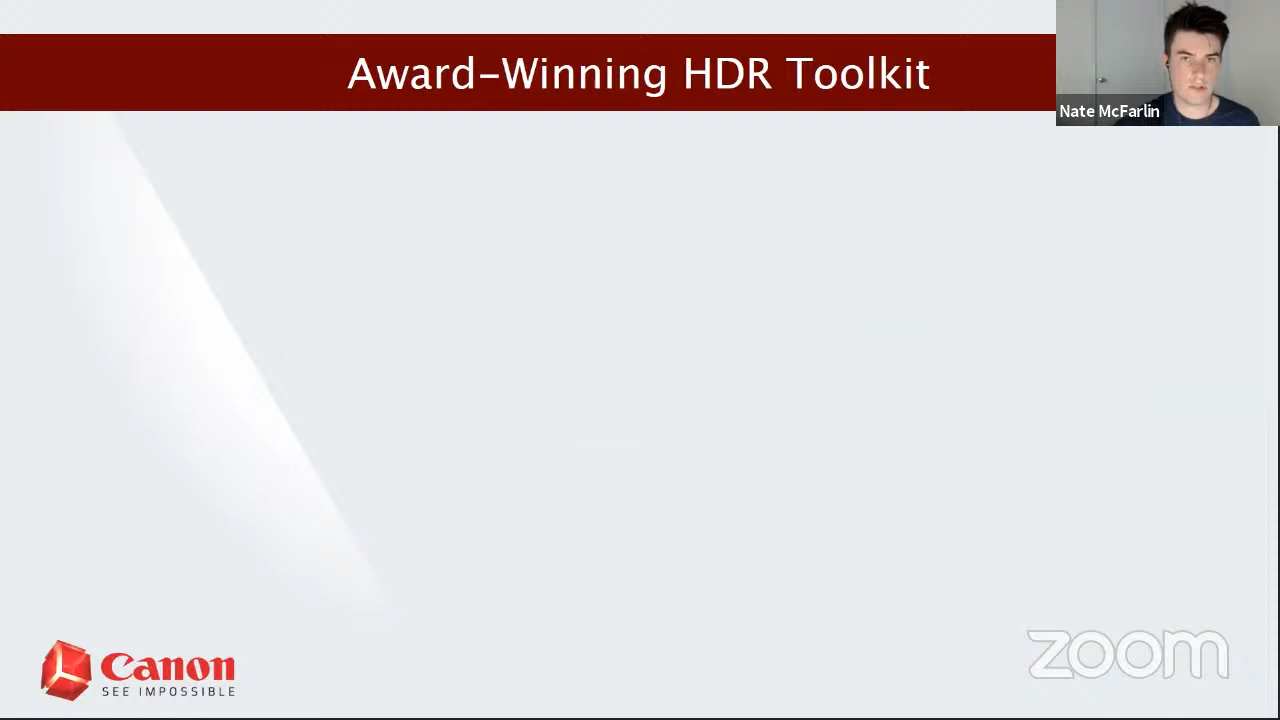 Award-Winning HDR Toolkit
Nate McFarlin
Canon
SEE IMPOSSIBLE
zoom